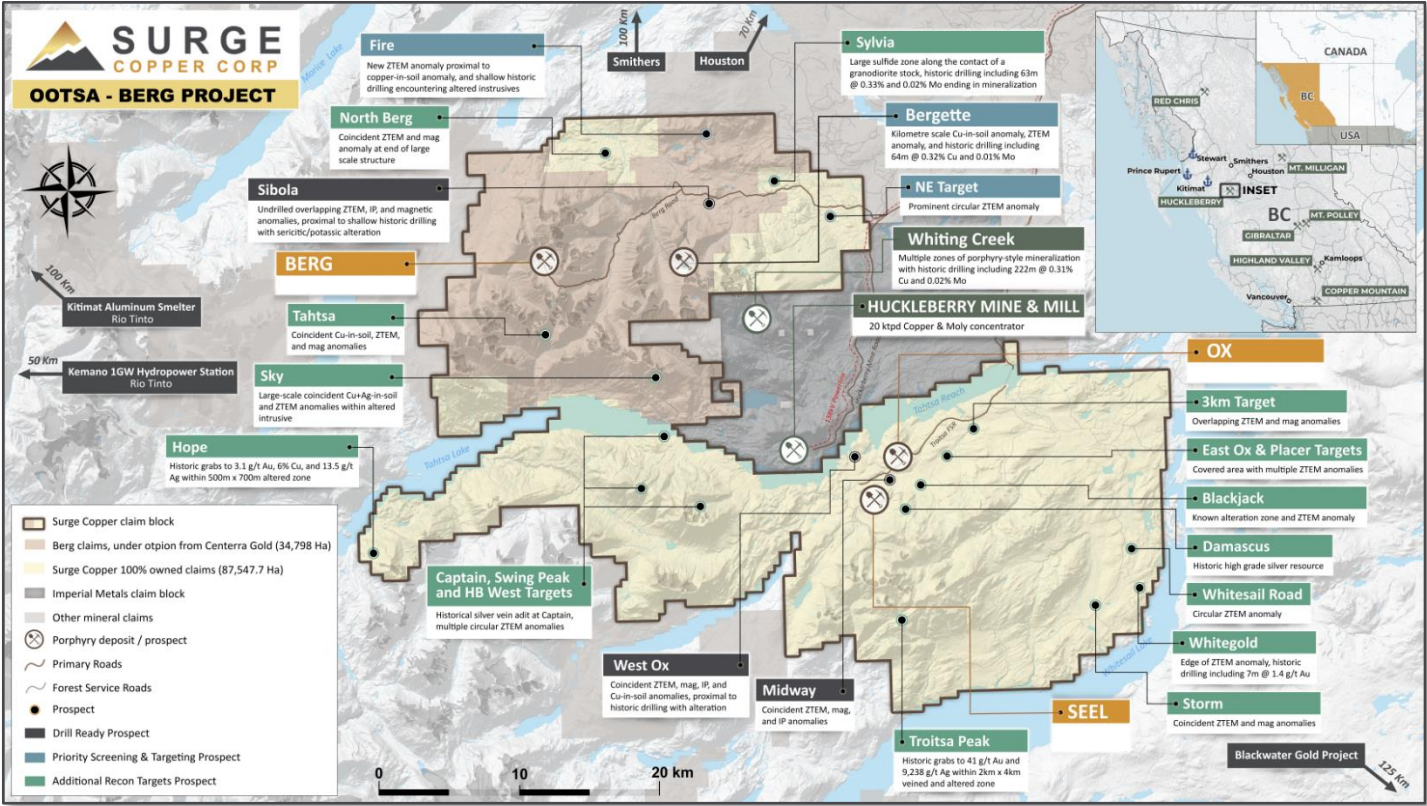 SURGE
COPPER CORP
OOTSA - BERG PROJECT
Morice Lake
100 Km
Smithers
70 Km
Houston
Fire
New ZTEM anomaly proximal to
copper-in-soil anomaly, and shallow historic
drilling encountering altered intrusives
North Berg
Coincident ZTEM and mag
anomaly at end of large
scale structure
Sibola
Undrilled overlapping ZTEM, IP, and magnetic
anomalies, proximal to shallow historic drilling
with sericitic/potassic alteration
BERG
Tahtsa
Coincident Cu-in-soil, ZTEM,
and mag anomalies
Sky
Large-scale coincident Cu+Ag-in-soil
and ZTEM anomalies within altered
intrusive
Hope
Historic grabs to 3.1 g/t Au, 6% Cu, and 13.5 g/t
Ag within 500m x 700m altered zone
100 Km
Kitimat Aluminum Smelter
Rio Tinto
50 Km
Kemano 1GW Hydropower Station
Rio Tinto
Sylvia
Large sulfide zone along the contact of a
granodiorite stock, historic drilling including 63m
@ 0.33% and 0.02% Mo ending in mineralization
Bergette
Kilometre scale Cu-in-soil anomaly, ZTEM
anomaly, and historic drilling including
64m @ 0.32% Cu and 0.01% Mo
NE Target
Prominent circular ZTEM anomaly
Whiting Creek
Multiple zones of porphyry-style mineralization
with historic drilling including 222m @ 0.31%
Cu and 0.02% Mo
HUCKLEBERRY MINE & MILL
20 ktpd Copper & Moly concentrator
Berg Road
138kV Powerline
Huckleberry Mine Road
Tahtsa Reach
Troitsa FSR
Tahtsa Lake
Whitesail Lake
CANADA
BC
USA
RED CHRIS
Stewart
Smithers
Houston
MT. MILLIGAN
Prince Rupert
Kitimat
INSET
HUCKLEBERRY
BC
MT. POLLEY
GIBRALTAR
HIGHLAND VALLEY
Kamloops
COPPER MOUNTAIN
Vancouver
OX
3km Target
Overlapping ZTEM and mag anomalies
East Ox & Placer Targets
Covered area with multiple ZTEM anomalies
Blackjack
Known alteration zone and ZTEM anomaly
Damascus
Historic high grade silver resource
Whitesail Road
Circular ZTEM anomaly
Whitegold
Edge of ZTEM anomaly, historic
drilling including 7m @ 1.4 g/t Au
Storm
Coincident ZTEM and mag anomalies
SEEL
Captain, Swing Peak
and HB West Targets
Historical silver vein adit at Captain,
multiple circular ZTEM anomalies
West Ox
Coincident ZTEM, mag, IP, and
Cu-in-soil anomalies, proximal to
historic drilling with alteration
Midway
Coincident ZTEM, mag,
and IP anomalies
Troitsa Peak
Historic grabs to 41 g/t Au and
9,238 g/t Ag within 2km x 4km
veined and altered zone
Blackwater Gold Project
125 Km
Surge Copper claim block
Berg claims, under otpion from Centerra Gold (34,798 Ha)
Surge Copper 100% owned claims (87,547.7 Ha)
Imperial Metals claim block
Other mineral claims
Porphyry deposit / prospect
Primary Roads
Forest Service Roads
Prospect
Drill Ready Prospect
Priority Screening & Targeting Prospect
Additional Recon Targets Prospect
0 10 20 km